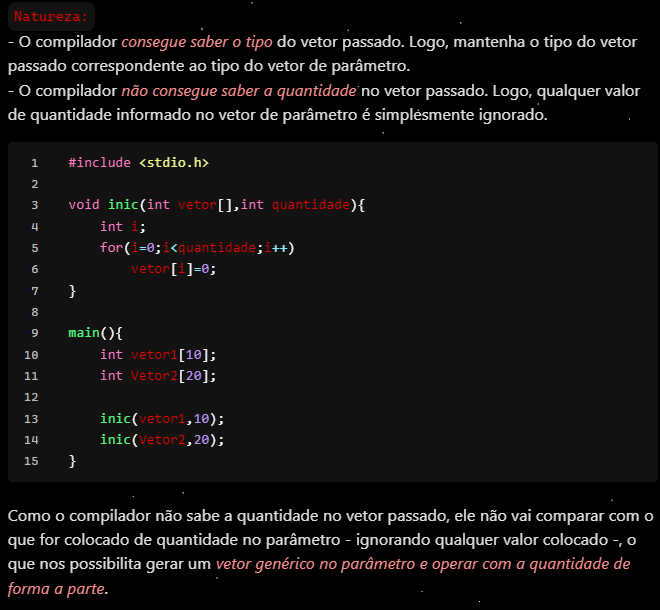 Natureza:
- O compilador consegue saber o tipo do vetor passado. Logo, mantenha o tipo do vetor
passado correspondente ao tipo do vetor de parâmetro.
- O compilador não consegue saber a quantidade no vetor passado. Logo, qualquer valor
de quantidade informado no vetor de parâmetro é simplesmente ignorado.
1 #include <stdio.h>
2
3 void inic(int vetor[],int quantidade){
4 int i;
5 for(i=0;i<quantidade;i++)
6 vetor[i]=0;
7 }
8
9 main(){
10 int vetor1[10];
11 int Vetor2[20];
12
13 inic(vetor1,10);
14 inic(Vetor2,20);
15 }
Como o compilador não sabe a quantidade no vetor passado, ele não vai comparar com o
que for colocado de quantidade no parâmetro - ignorando qualquer valor colocado -, o
que nos possibilita gerar um vetor genérico no parâmetro e operar com a quantidade de
forma a parte.